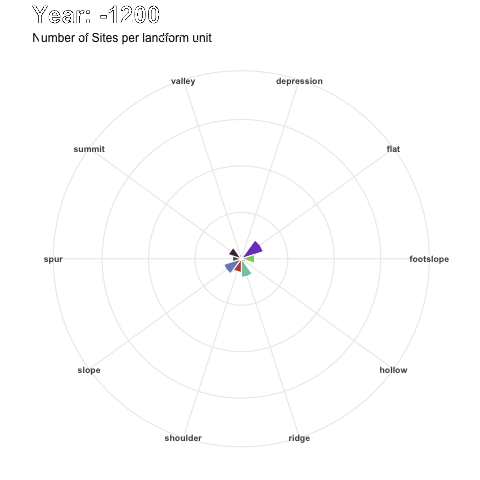 Year: -1200
Number of Sites per landform unit
valley
depression
summit
flat
spur
footslope
slope
hollow
shoulder
ridge